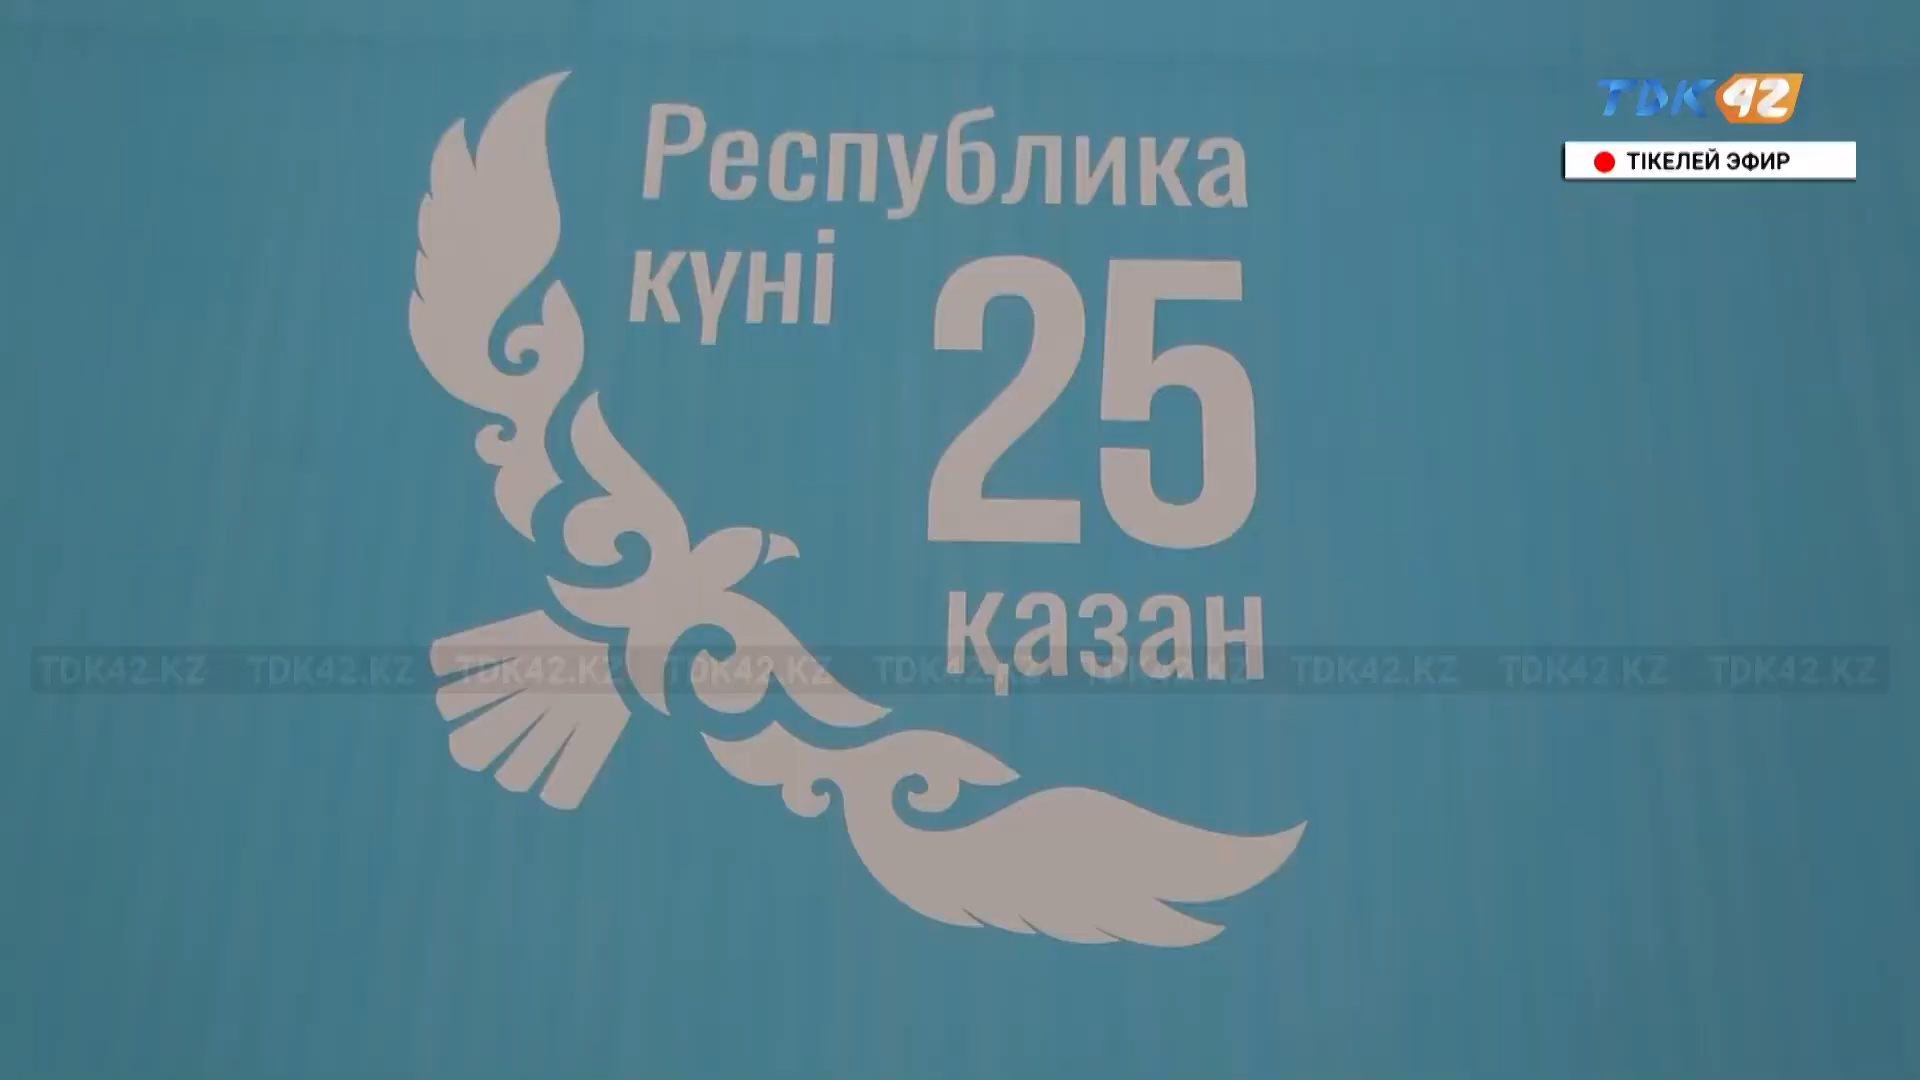 Республика
күні
25
қазан
TDK42
ТІКЕЛЕЙ ЭФИР
TDK42.KZ TDK42.KZ TDK42.KZ TDK42.KZ TDK42.KZ TDK42.KZ TDK42.KZ TDK42.KZ TDK42.KZ